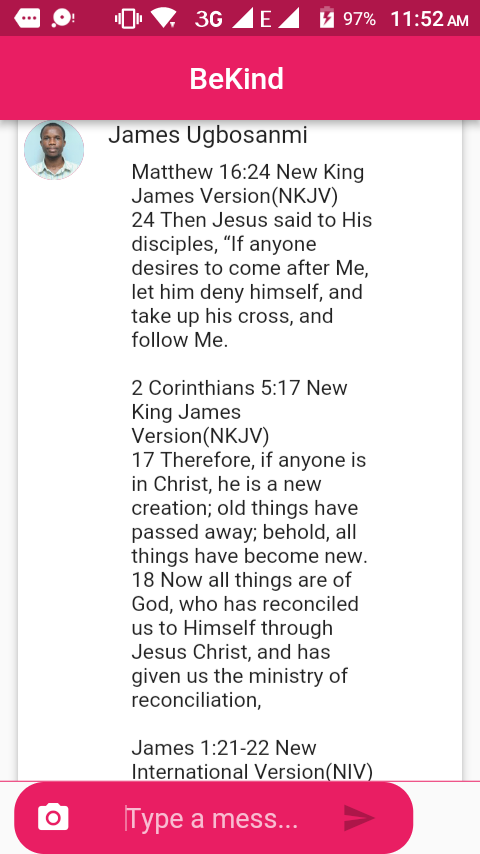 3G E 97% 11:52 AM
BeKind
James Ugbosanmi
Matthew 16:24 New King
James Version(NKJV)
24 Then Jesus said to His
disciples, “If anyone
desires to come after Me,
let him deny himself, and
take up his cross, and
follow Me.
2 Corinthians 5:17 New
King James
Version(NKJV)
17 Therefore, if anyone is
in Christ, he is a new
creation; old things have
passed away; behold, all
things have become new.
18 Now all things are of
God, who has reconciled
us to Himself through
Jesus Christ, and has
given us the ministry of
reconciliation,
James 1:21-22 New
International Version(NIV)
Type a mess...